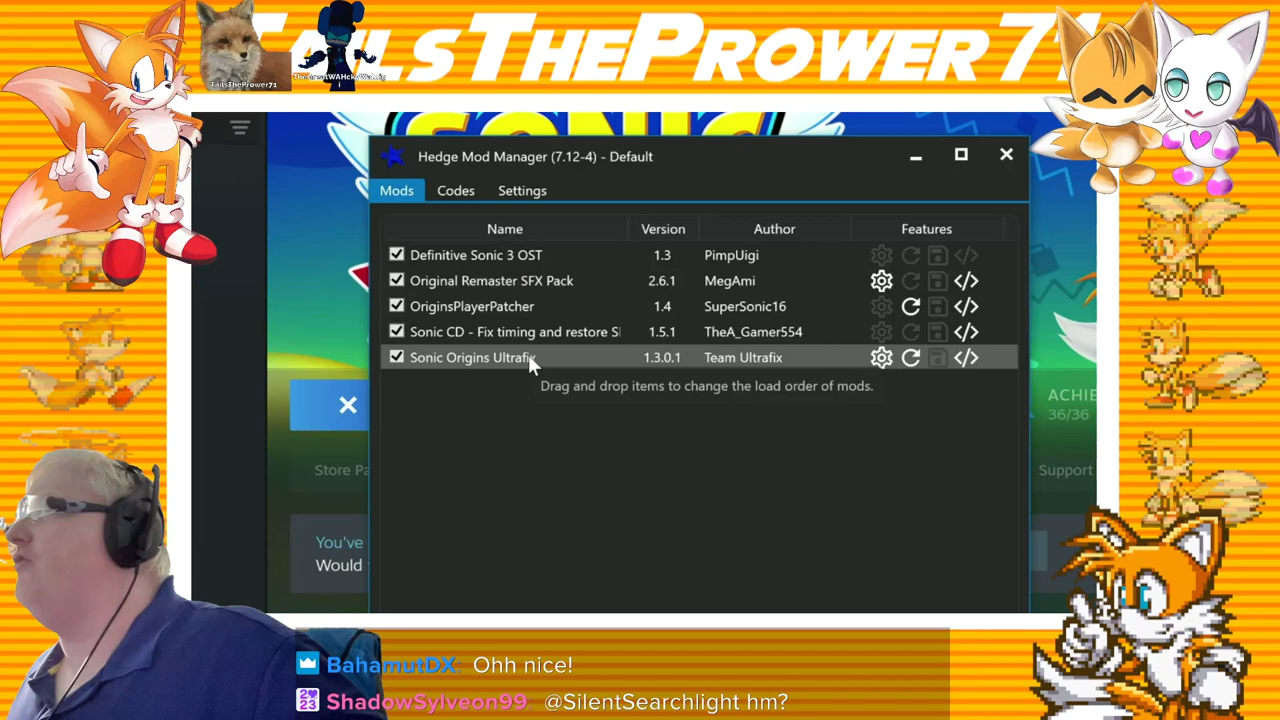 TAILSTHEPROWER71
TailsTheProwe71
SONIC
Hedge Mod Manager (7.12-4) - Default
Mods Codes Settings
Name Version Author Features
Definitive Sonic 3 OST 1.3 PimpUigi
Original Remaster SFX Pack 2.6.1 MegAmi
OriginsPlayerPatcher 1.4 SuperSonic16
Sonic CD - Fix timing and restore S 1.5.1 TheA_Gamer554
Sonic Origins Ultrafix 1.3.0.1 Team Ultrafix
Drag and drop items to change the load order of mods.
ACHIE
36/36
Store Pa
Support
You've
Would
BahamutDX: Ohh nice!
2023 ShadowSylveon99 @SilentSearchlight hm?